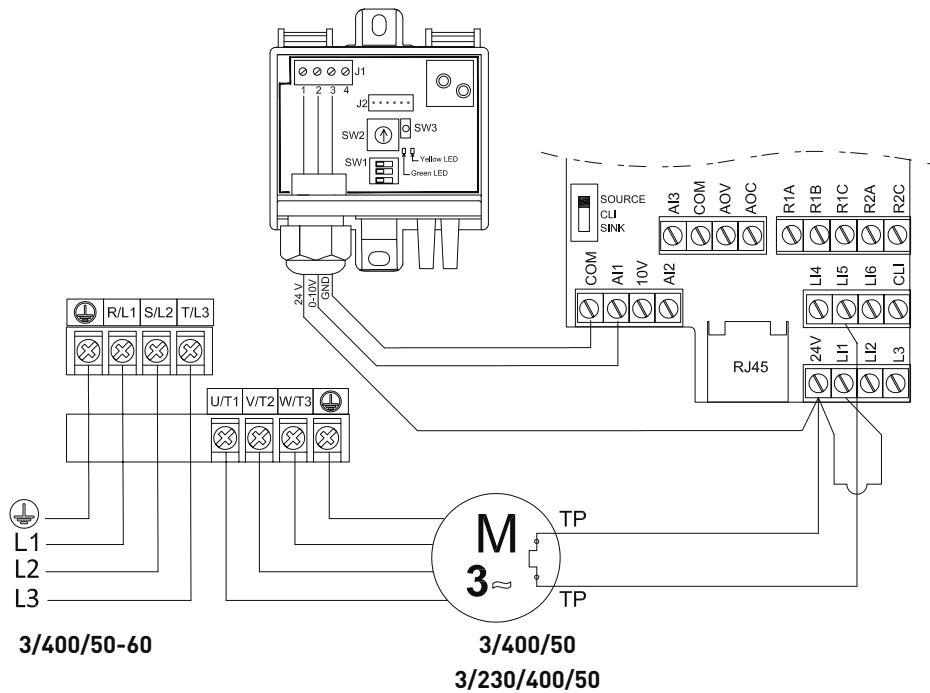 J1
1 2 3 4
J2
SW2
SW3
SW1
Yellow LED
Green LED
24 V
0-10V
GND
SOURCE
CLI
SINK
AI3 COM AOV AOC
R1A R1B R1C R2A R2C
COM AI1 10V AI2
LI4 LI5 LI6 CLI
RJ45
24V LI1 LI2 L3
R/L1 S/L2 T/L3
U/T1 V/T2 W/T3
L1
L2
L3
M
3~
TP
TP
3/400/50-60
3/400/50
3/230/400/50